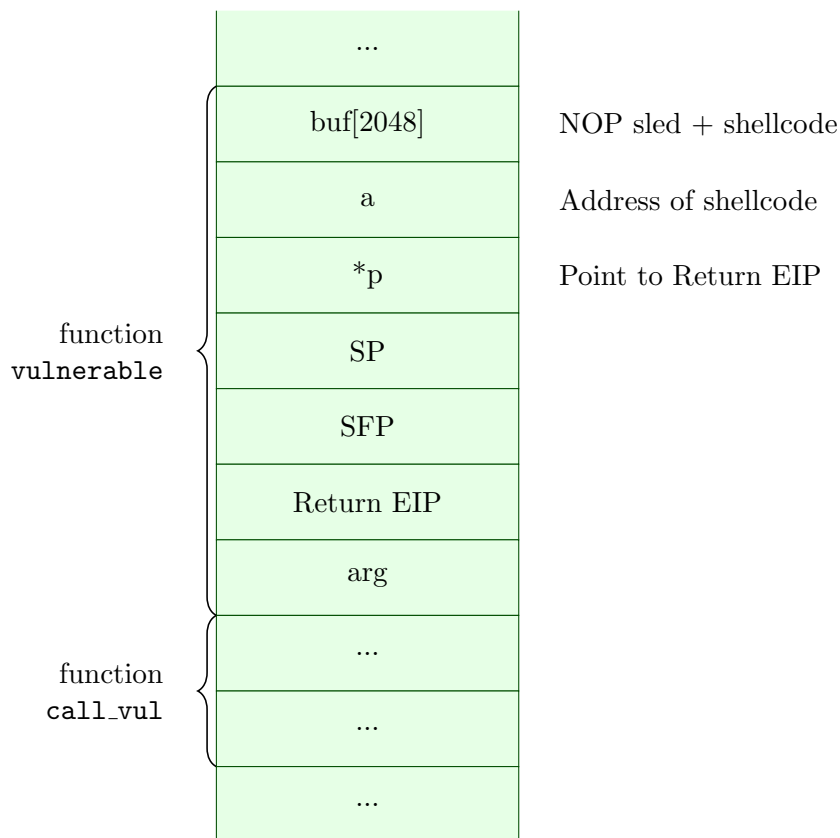 ...
buf[2048] NOP sled + shellcode
a Address of shellcode
*p Point to Return EIP
function
vulnerable
SP
SFP
Return EIP
arg
function
call_vul
...
...
...